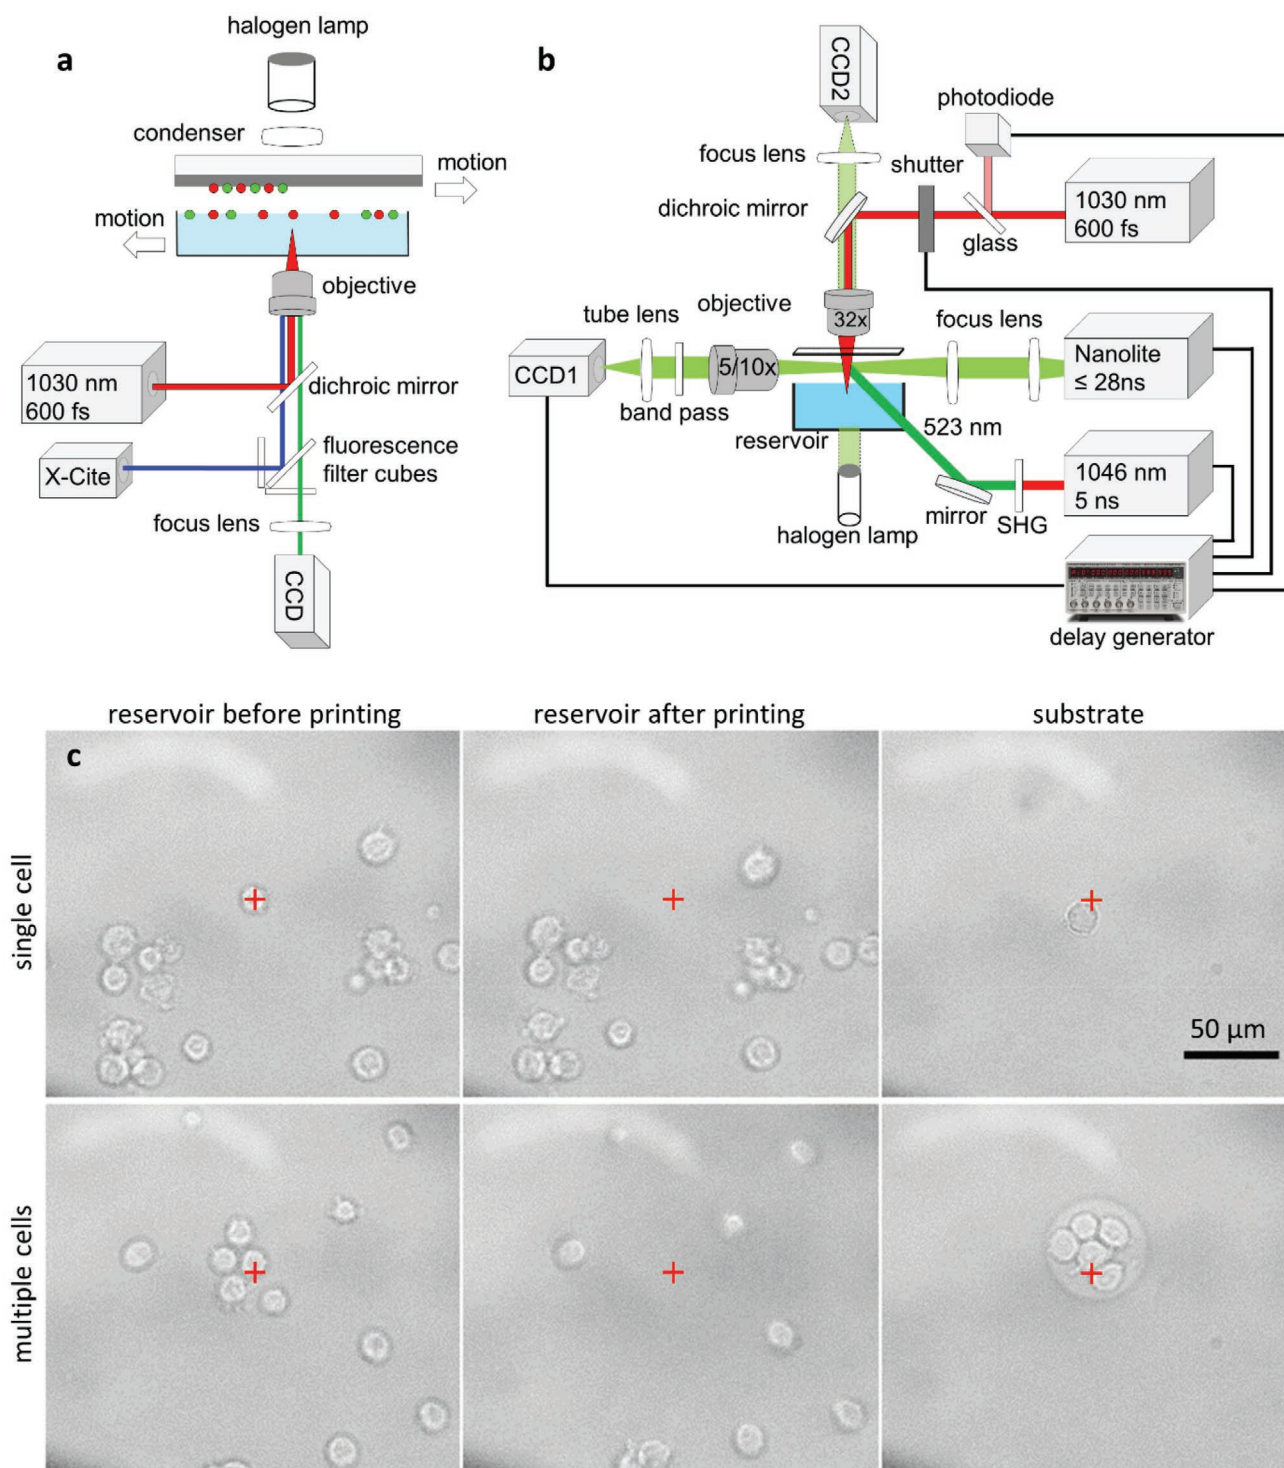 a
halogen lamp
condenser
motion
motion
objective
1030 nm
600 fs
dichroic mirror
X-Cite
fluorescence
filter cubes
focus lens
CCD
b
CCD2
photodiode
focus lens
shutter
dichroic mirror
1030 nm
600 fs
glass
objective
tube lens
32x
focus lens
CCD1
5/10x
Nanolite
≤ 28ns
band pass
reservoir
523 nm
1046 nm
5 ns
mirror
SHG
halogen lamp
delay generator
reservoir before printing
reservoir after printing
substrate
c
single cell
50 µm
multiple cells